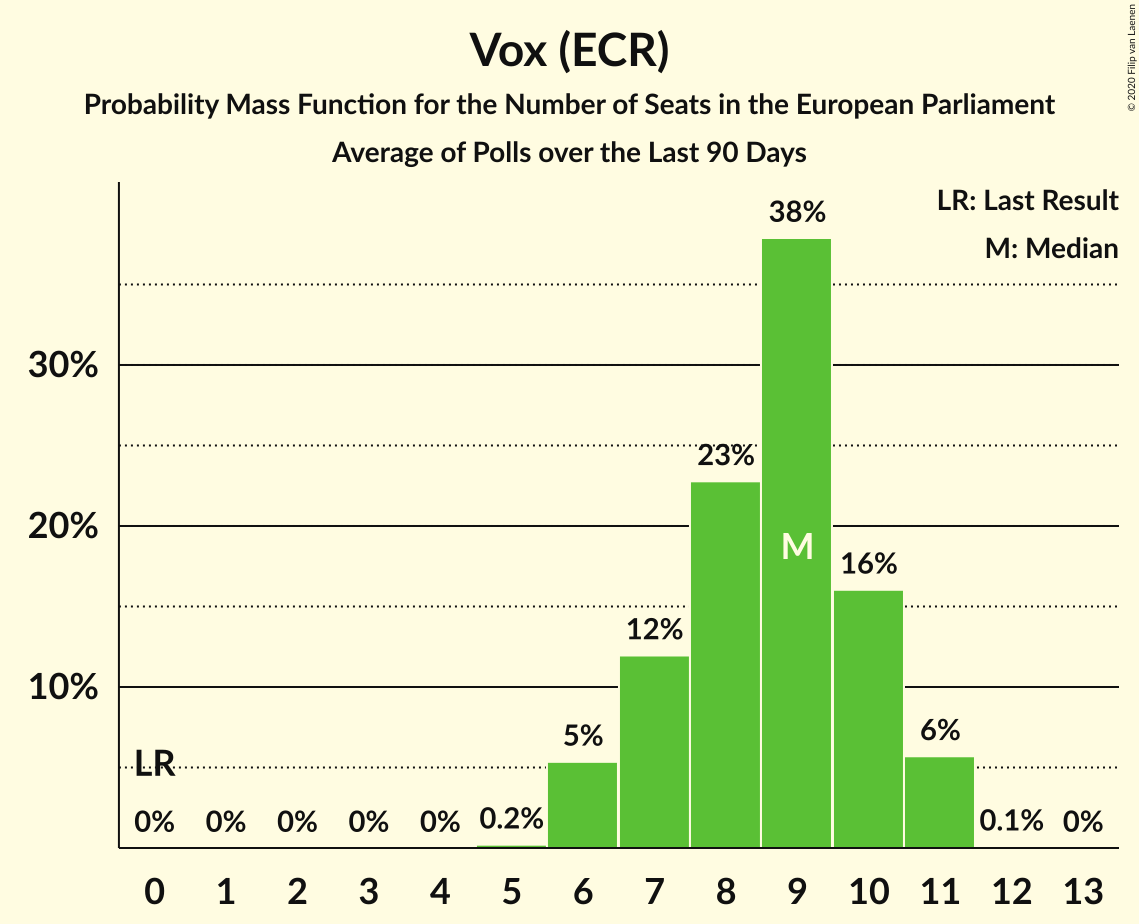 Vox (ECR)
Probability Mass Function for the Number of Seats in the European Parliament
Average of Polls over the Last 90 Days
© 2020 Filip van Laenen
LR: Last Result
M: Median
38%
30%
23%
20%
M
16%
12%
10%
6%
5%
LR
0% 0% 0% 0% 0% 0.2% 0.1% 0%
0 1 2 3 4 5 6 7 8 9 10 11 12 13